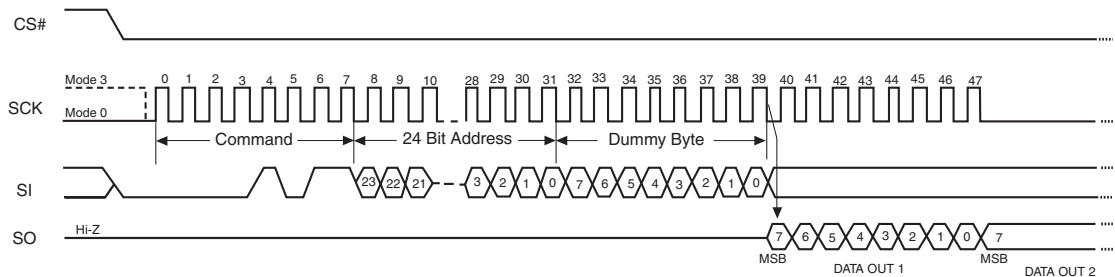 CS#
Mode 3 0 1 2 3 4 5 6 7 8 9 10 28 29 30 31 32 33 34 35 36 37 38 39 40 41 42 43 44 45 46 47
SCK
Mode 0
Command 24 Bit Address Dummy Byte
SI 23 22 21 3 2 1 0 7 6 5 4 3 2 1 0
SO Hi-Z 7 6 5 4 3 2 1 0 7
MSB DATA OUT 1 MSB DATA OUT 2